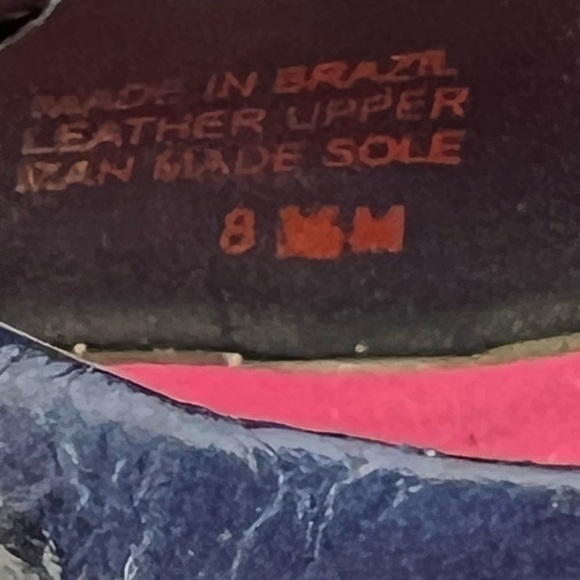 MADE IN BRAZIL
LEATHER UPPER
MAN MADE SOLE
8 M